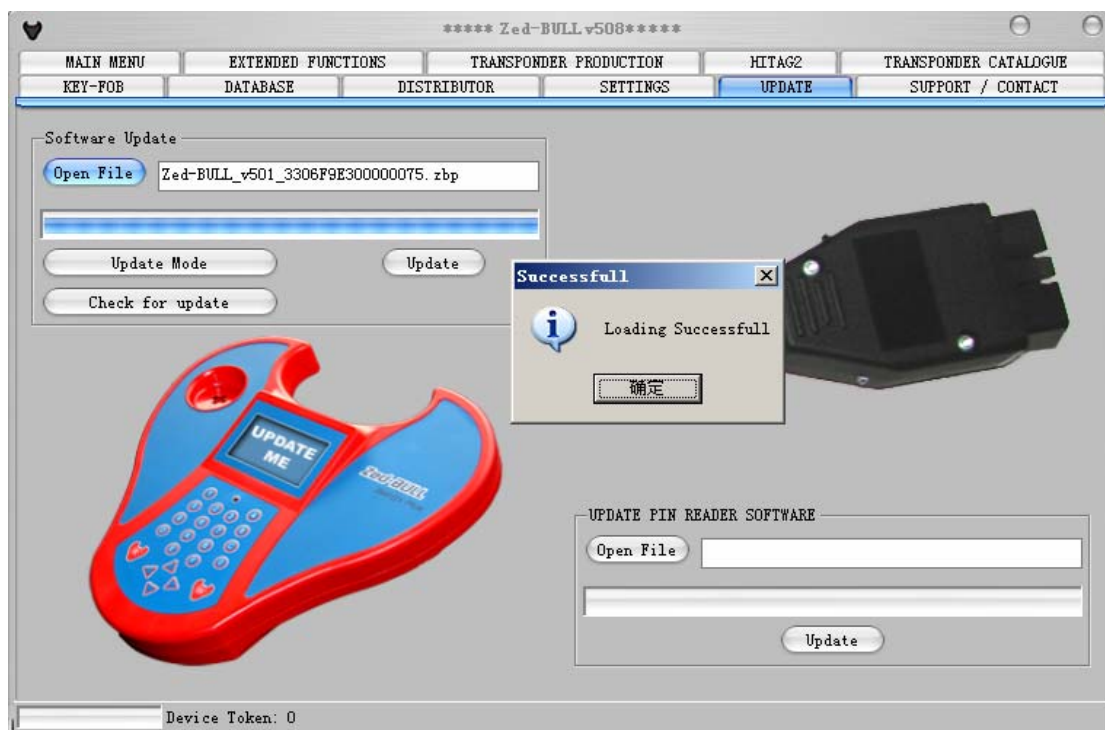 ***** Zed-BULL v508*****
MAIN MENU EXTENDED FUNCTIONS TRANSPONDER PRODUCTION HITAG2 TRANSPONDER CATALOGUE
KEY-FOB DATABASE DISTRIBUTOR SETTINGS UPDATE SUPPORT / CONTACT
Software Update
Open File Zed-BULL_v501_3306F9E300000075.zbp
Update Mode Update
Check for update
Successfull
Loading Successfull
确定
UPDATE
ME
Zed-BULL
UPDATE PIN READER SOFTWARE
Open File
Update
Device Token: 0